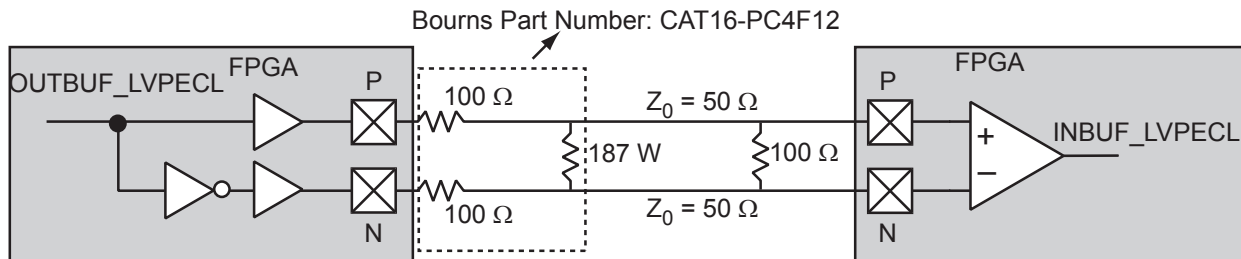 Bourns Part Number: CAT16-PC4F12
OUTBUF_LVPECL
FPGA
P
100 Ω
Z0 = 50 Ω
P
FPGA
187 W
100 Ω
+
−
INBUF_LVPECL
100 Ω
N
Z0 = 50 Ω
N